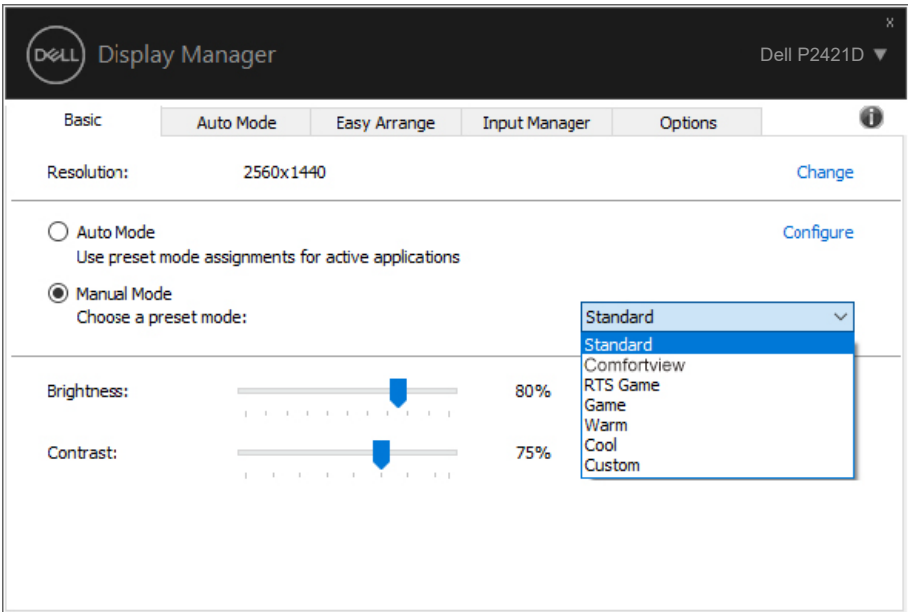 x
DELL Display Manager
Dell P2421D ▼
Basic Auto Mode Easy Arrange Input Manager Options
Resolution: 2560x1440 Change
Auto Mode Configure
Use preset mode assignments for active applications
Manual Mode
Choose a preset mode: Standard
Standard
Comfortview
RTS Game
Game
Warm
Cool
Custom
Brightness: 80%
Contrast: 75%